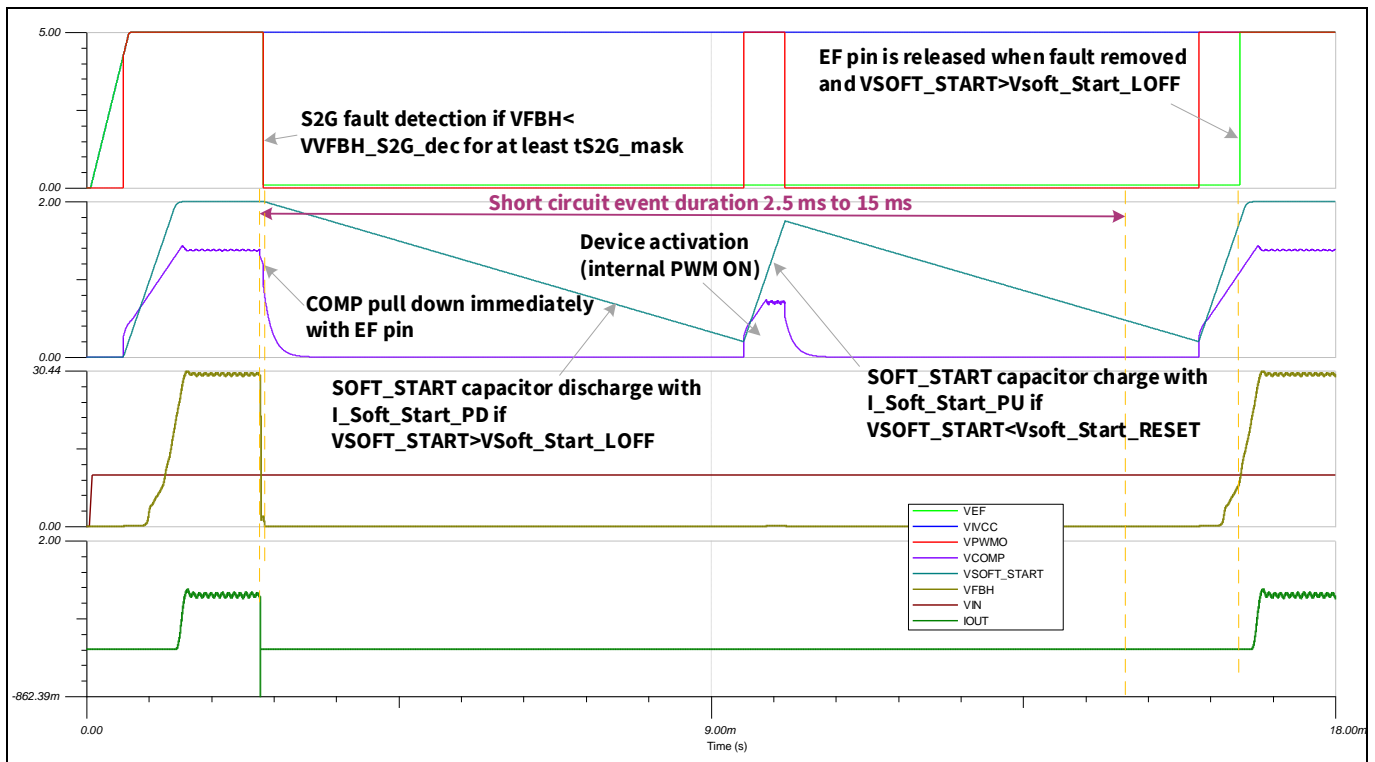 5.00
EF pin is released when fault removed
and VSOFT_START>Vsoft_Start_LOFF
S2G fault detection if VFBH<
VVFBH_S2G_dec for at least tS2G_mask
0.00
2.00
Short circuit event duration 2.5 ms to 15 ms
Device activation
(internal PWM ON)
COMP pull down immediately
with EF pin
0.00
30.44
SOFT_START capacitor discharge with
I_Soft_Start_PD if
VSOFT_START>VSoft_Start_LOFF
SOFT_START capacitor charge with
I_Soft_Start_PU if
VSOFT_START<Vsoft_Start_RESET
0.00
2.00
VEF
VIVCC
VPWMO
VCOMP
VSOFT_START
VFBH
VIN
IOUT
-862.39m
0.00
9.00m
18.00m
Time (s)